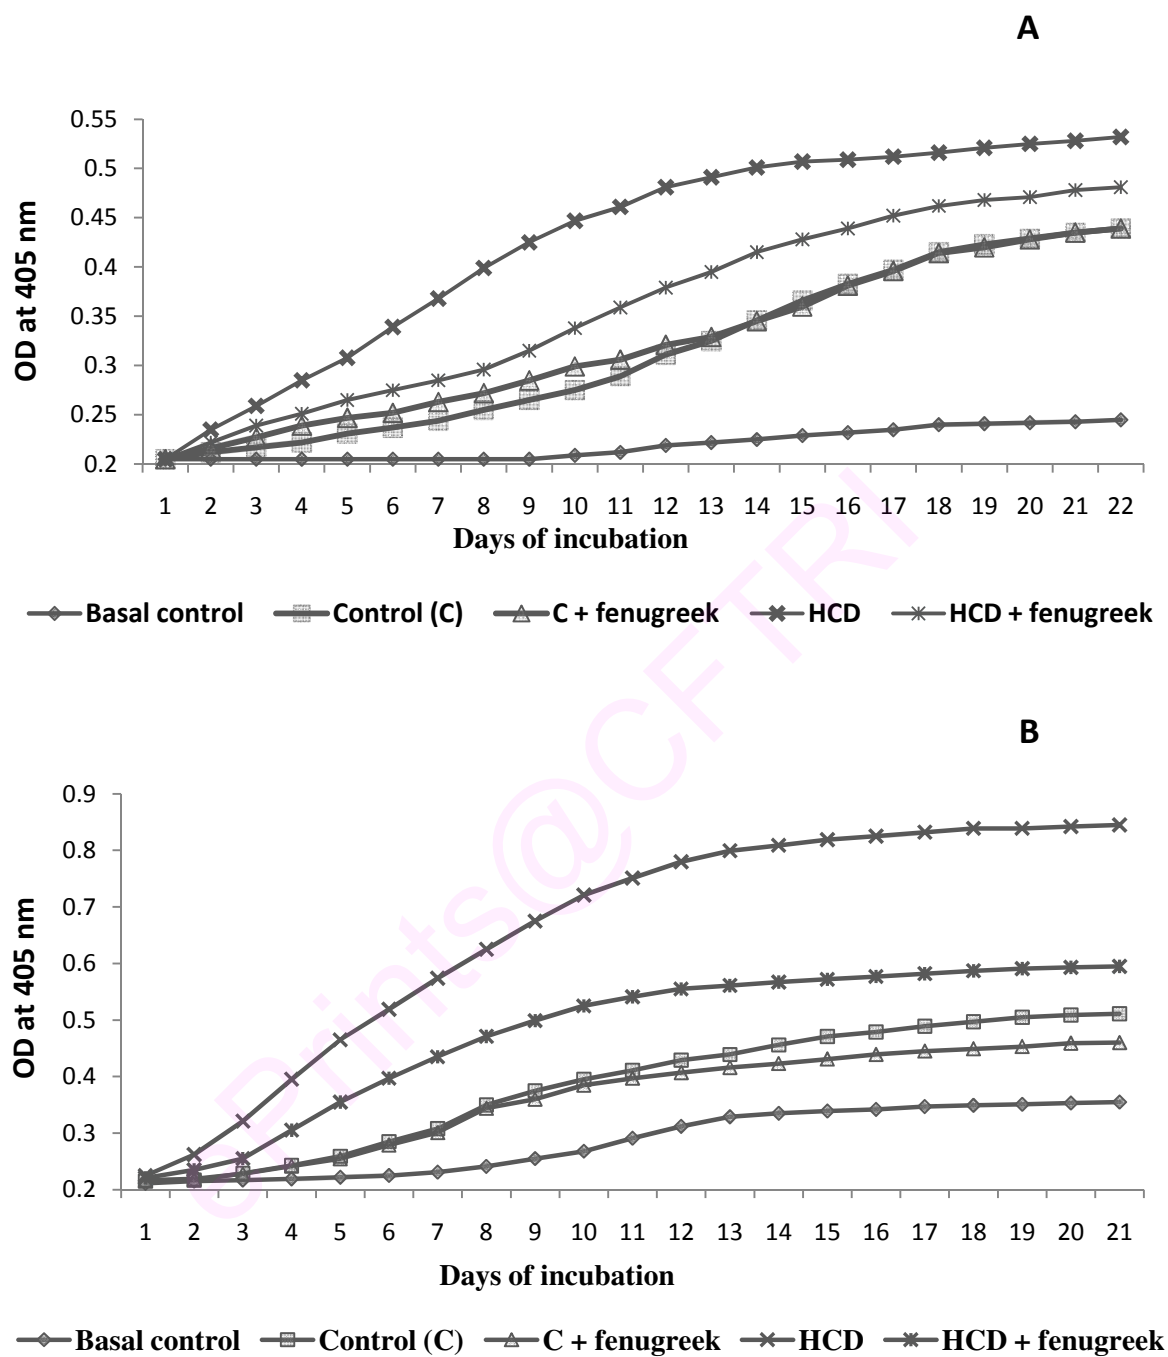 A
0.55
0.5
0.45
0.4
0.35
0.3
0.25
0.2
OD at 405 nm
1 2 3 4 5 6 7 8 9 10 11 12 13 14 15 16 17 18 19 20 21 22
Days of incubation
Basal control Control (C) C + fenugreek HCD HCD + fenugreek
B
0.9
0.8
0.7
0.6
0.5
0.4
0.3
0.2
OD at 405 nm
1 2 3 4 5 6 7 8 9 10 11 12 13 14 15 16 17 18 19 20 21
Days of incubation
Basal control Control (C) C + fenugreek HCD HCD + fenugreek
ePrints@CFTRI